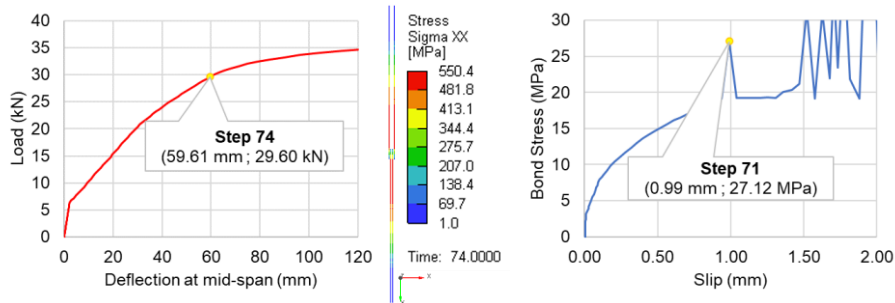 40
35
30
25
20
15
10
5
0
Load (kN)
Step 74
(59.61 mm ; 29.60 kN)
0 20 40 60 80 100 120
Deflection at mid-span (mm)
Stress
Sigma XX
[MPa]
550.4
481.8
413.1
344.4
275.7
207.0
138.4
69.7
1.0
Time: 74.0000
x
30
25
20
15
10
5
0
Bond Stress (MPa)
Step 71
(0.99 mm ; 27.12 MPa)
0.00 0.50 1.00 1.50 2.00
Slip (mm)